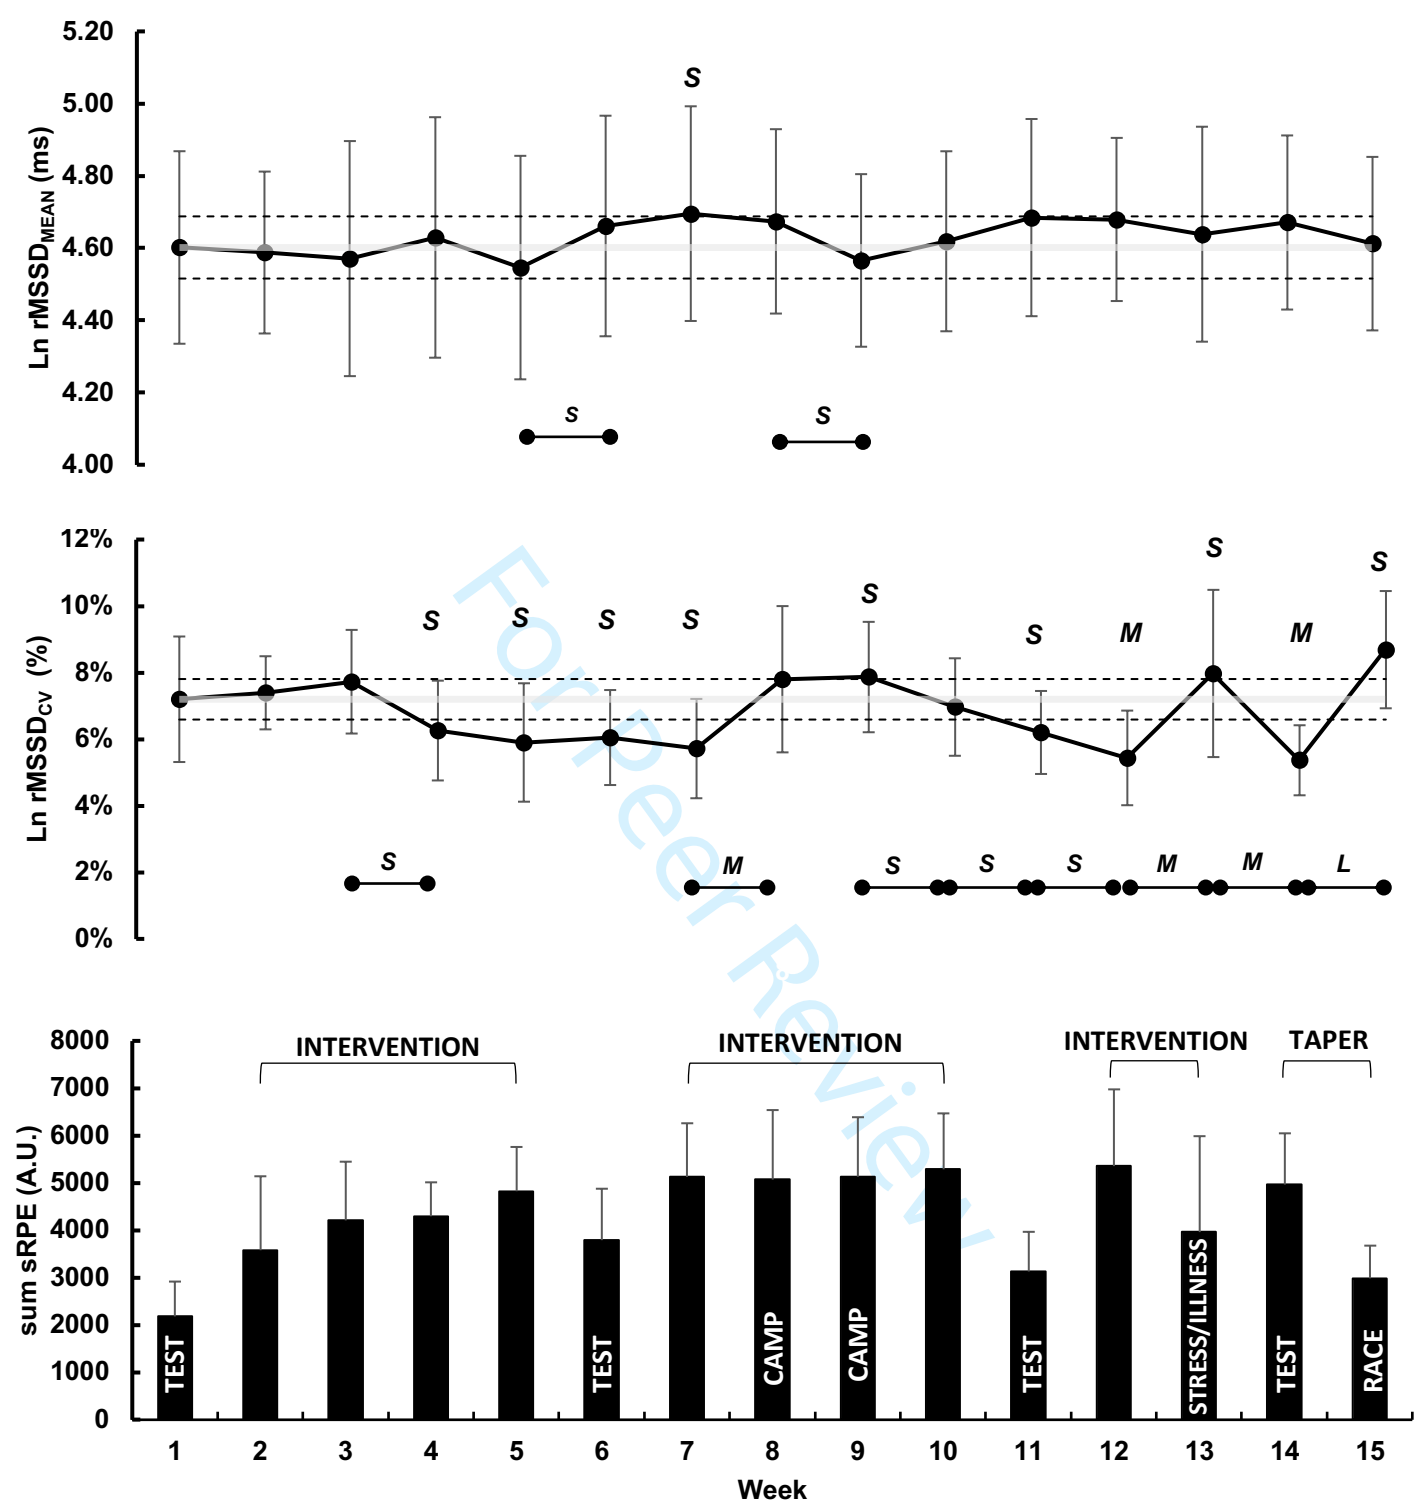 5.20
5.00
4.80
4.60
4.40
4.20
4.00
Ln rMSSD_MEAN (ms)
S
S
S
12%
10%
8%
6%
4%
2%
0%
Ln rMSSD_CV (%)
S
S
S
S
S
S
M
S
M
S
S
M
S
S
S
M
M
L
For Peer Review
8000
7000
6000
5000
4000
3000
2000
1000
0
sum sRPE (A.U.)
INTERVENTION
INTERVENTION
INTERVENTION
TAPER
TEST
TEST
CAMP
CAMP
TEST
STRESS/ILLNESS
TEST
RACE
1 2 3 4 5 6 7 8 9 10 11 12 13 14 15
Week